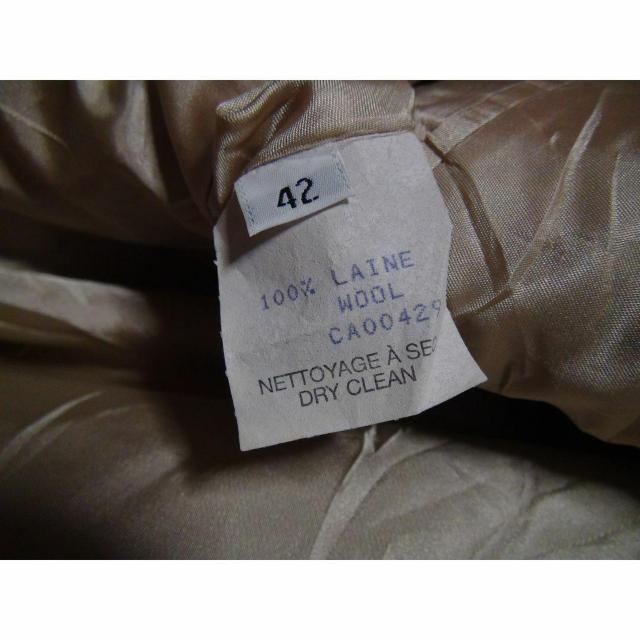 42
100% LAINE
WOOL
CA00429
NETTOYAGE À SEC
DRY CLEAN